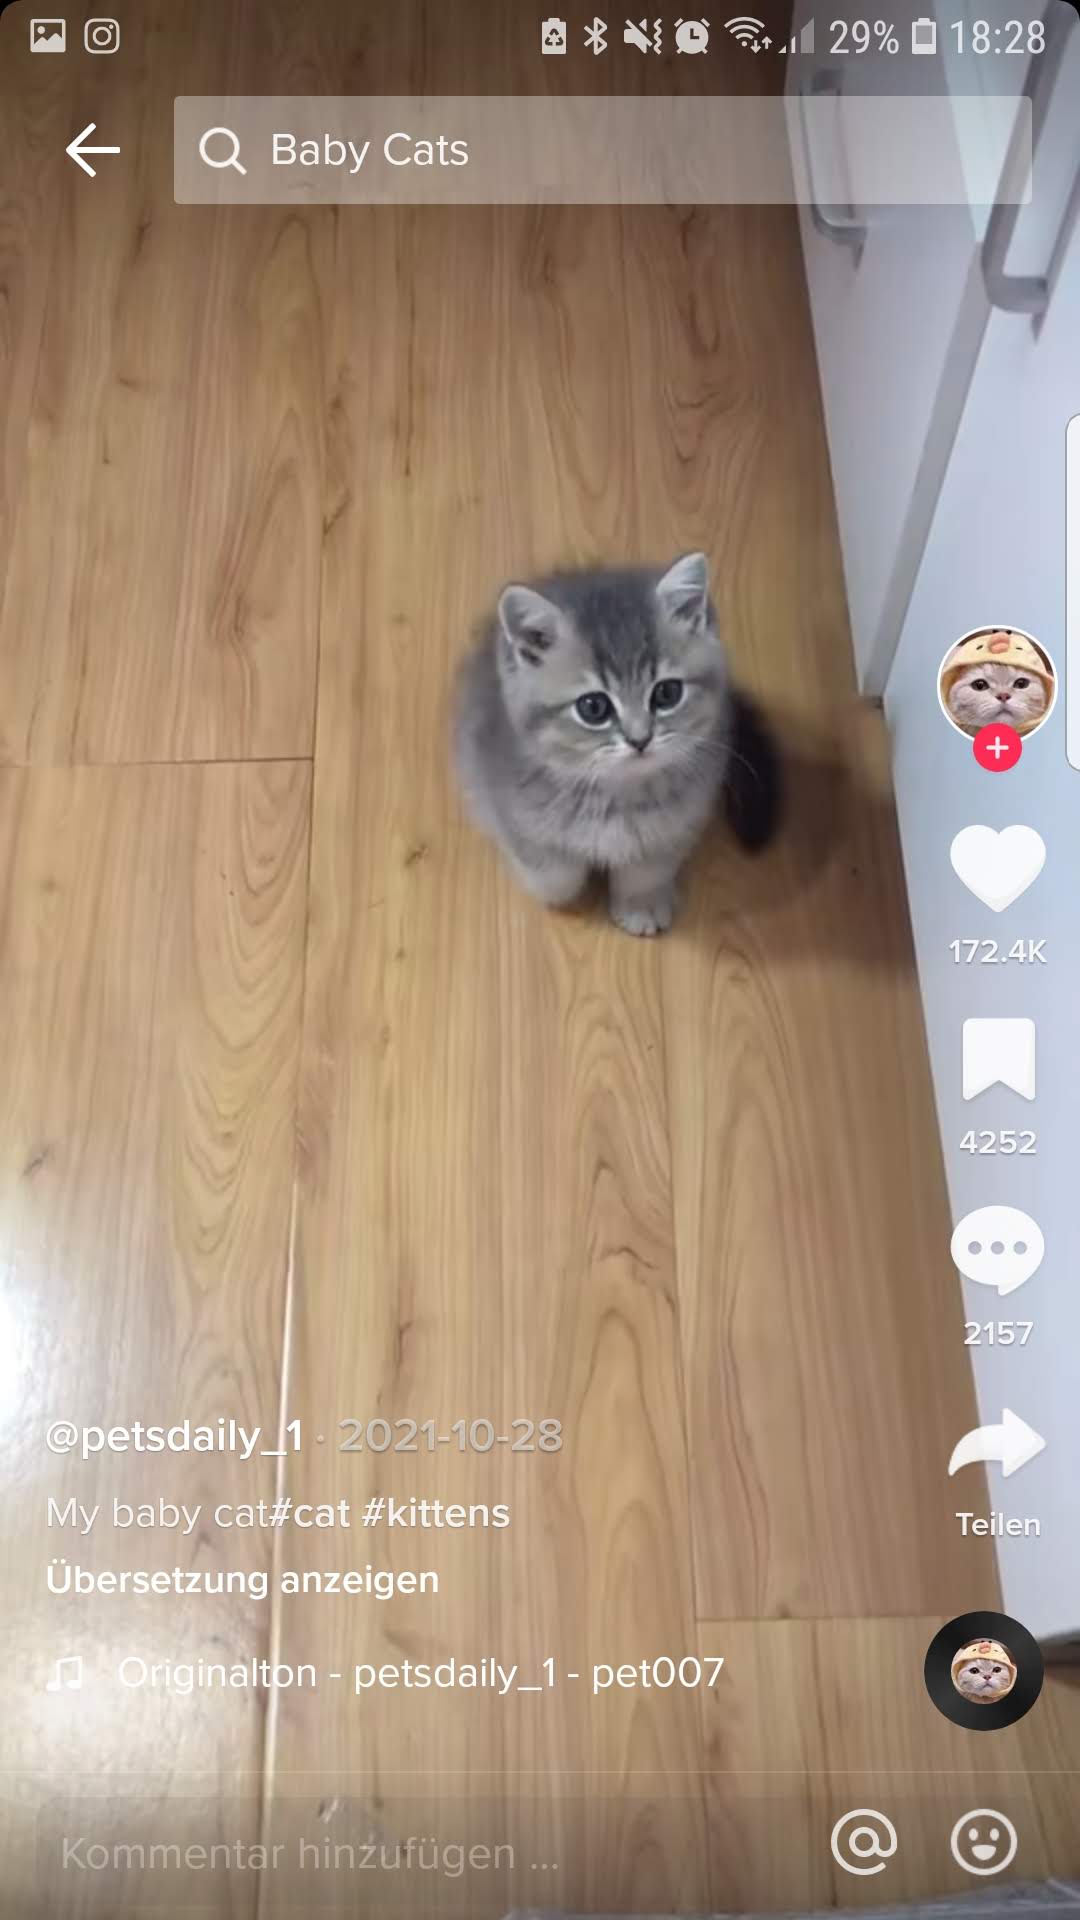 29% 18:28
Baby Cats
172.4K
4252
2157
Teilen
@petsdaily_1 · 2021-10-28
My baby cat#cat #kittens
Übersetzung anzeigen
Originalton - petsdaily_1 - pet007
Kommentar hinzufügen ...